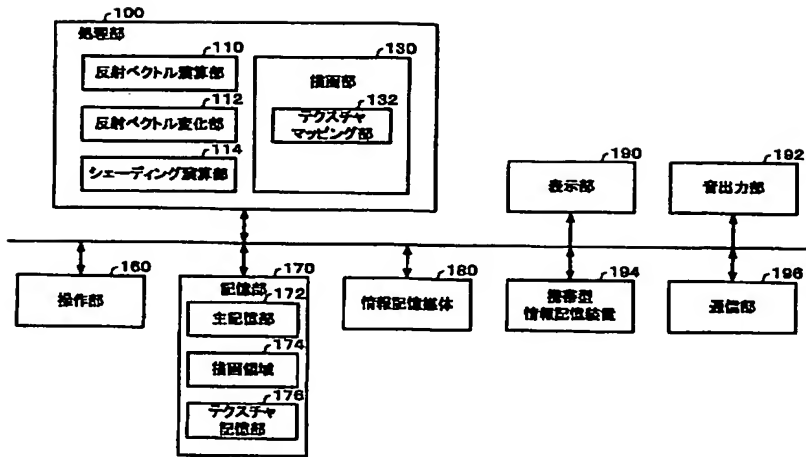 100
処理部
110
反射ベクトル演算部
112
反射ベクトル変化部
114
シェーディング演算部
130
描画部
132
テクスチャ
マッピング部
190
表示部
192
音出力部
160
操作部
170
記憶部
172
主記憶部
174
描画領域
176
テクスチャ
記憶部
180
情報記憶媒体
194
携帯型
情報記憶装置
196
通信部